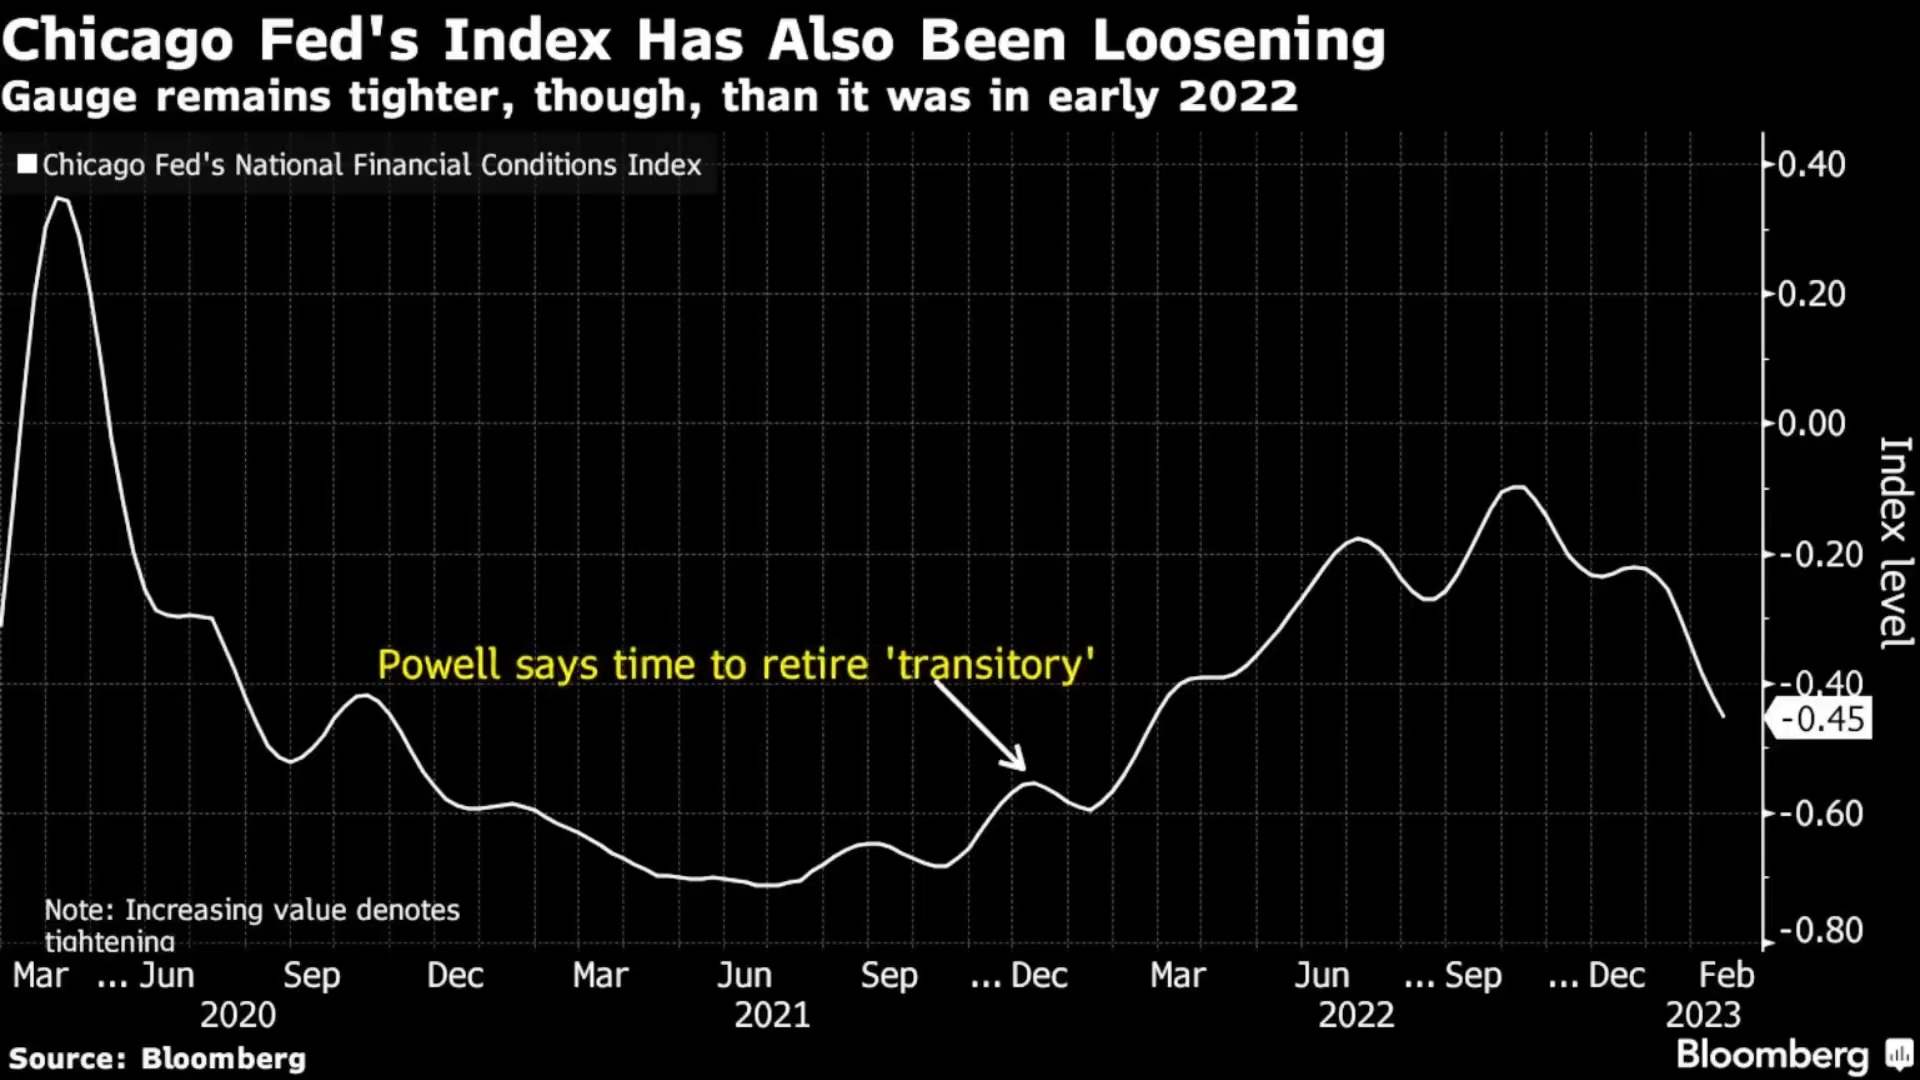 Chicago Fed's Index Has Also Been Loosening
Gauge remains tighter, though, than it was in early 2022
Chicago Fed's National Financial Conditions Index
0.40
0.20
0.00
-0.20
-0.40
-0.45
-0.60
-0.80
Index level
Powell says time to retire 'transitory'
Note: Increasing value denotes
tightening
Mar ... Jun Sep Dec Mar Jun Sep ... Dec Mar Jun ... Sep ... Dec Feb
2020 2021 2022 2023
Source: Bloomberg
Bloomberg